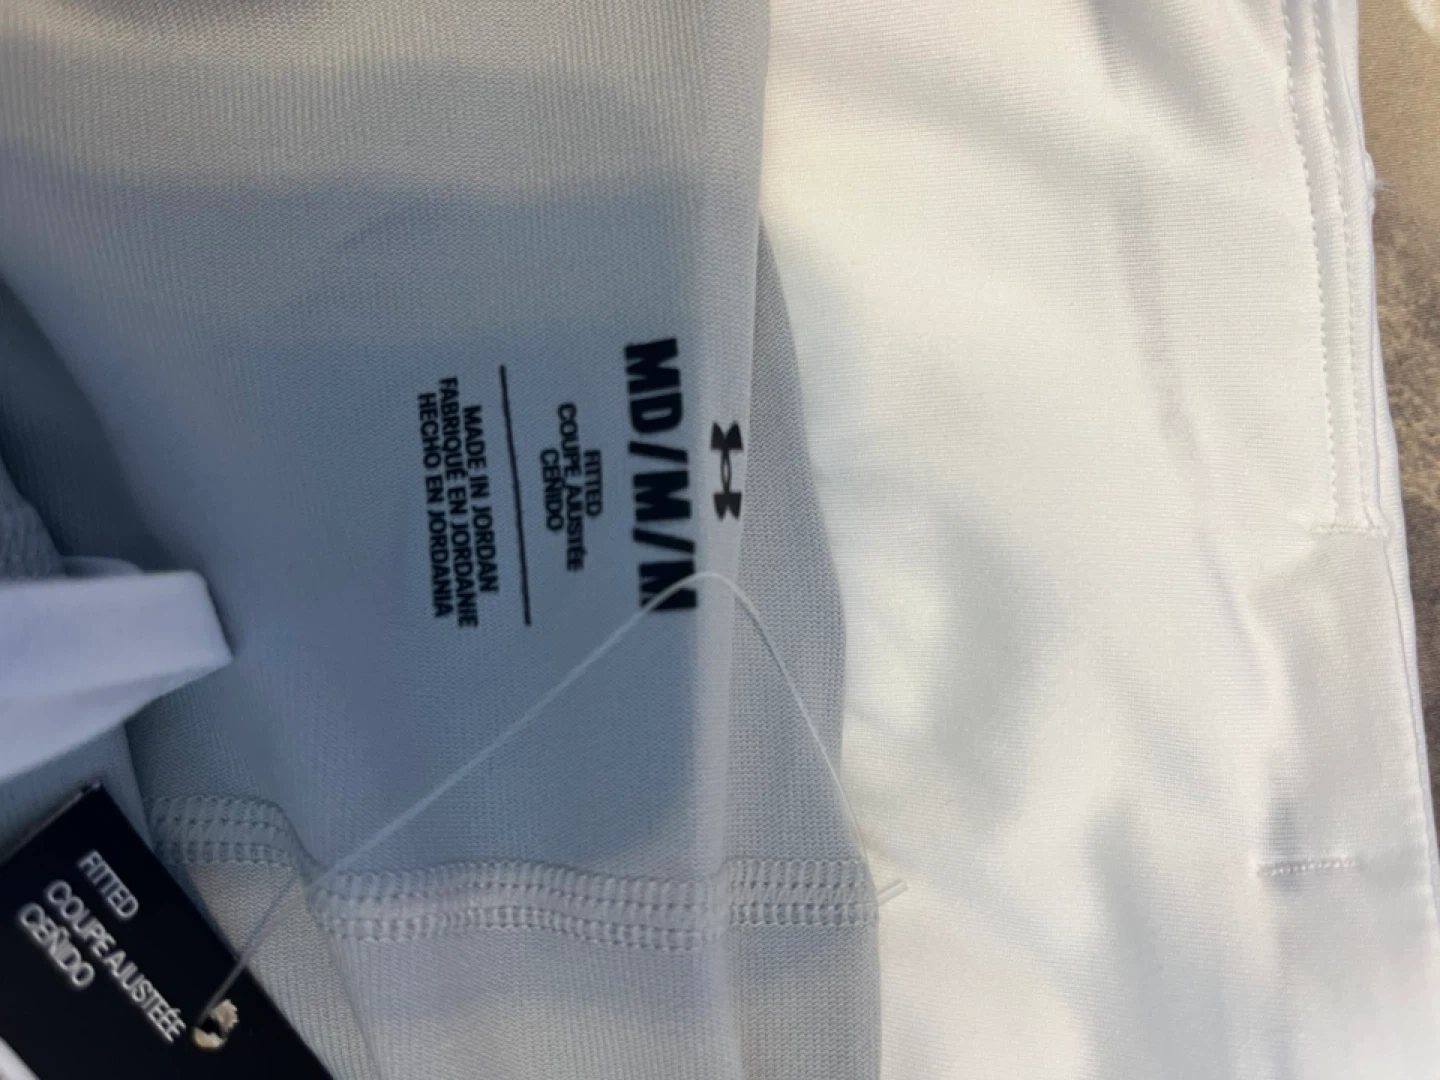 MD/M/M
FITTED
COUPE AJUSTÉE
CEÑIDO
MADE IN JORDAN
FABRIQUÉ EN JORDANIE
HECHO EN JORDANIA
FITTED
COUPE AJUSTÉE
CEÑIDO